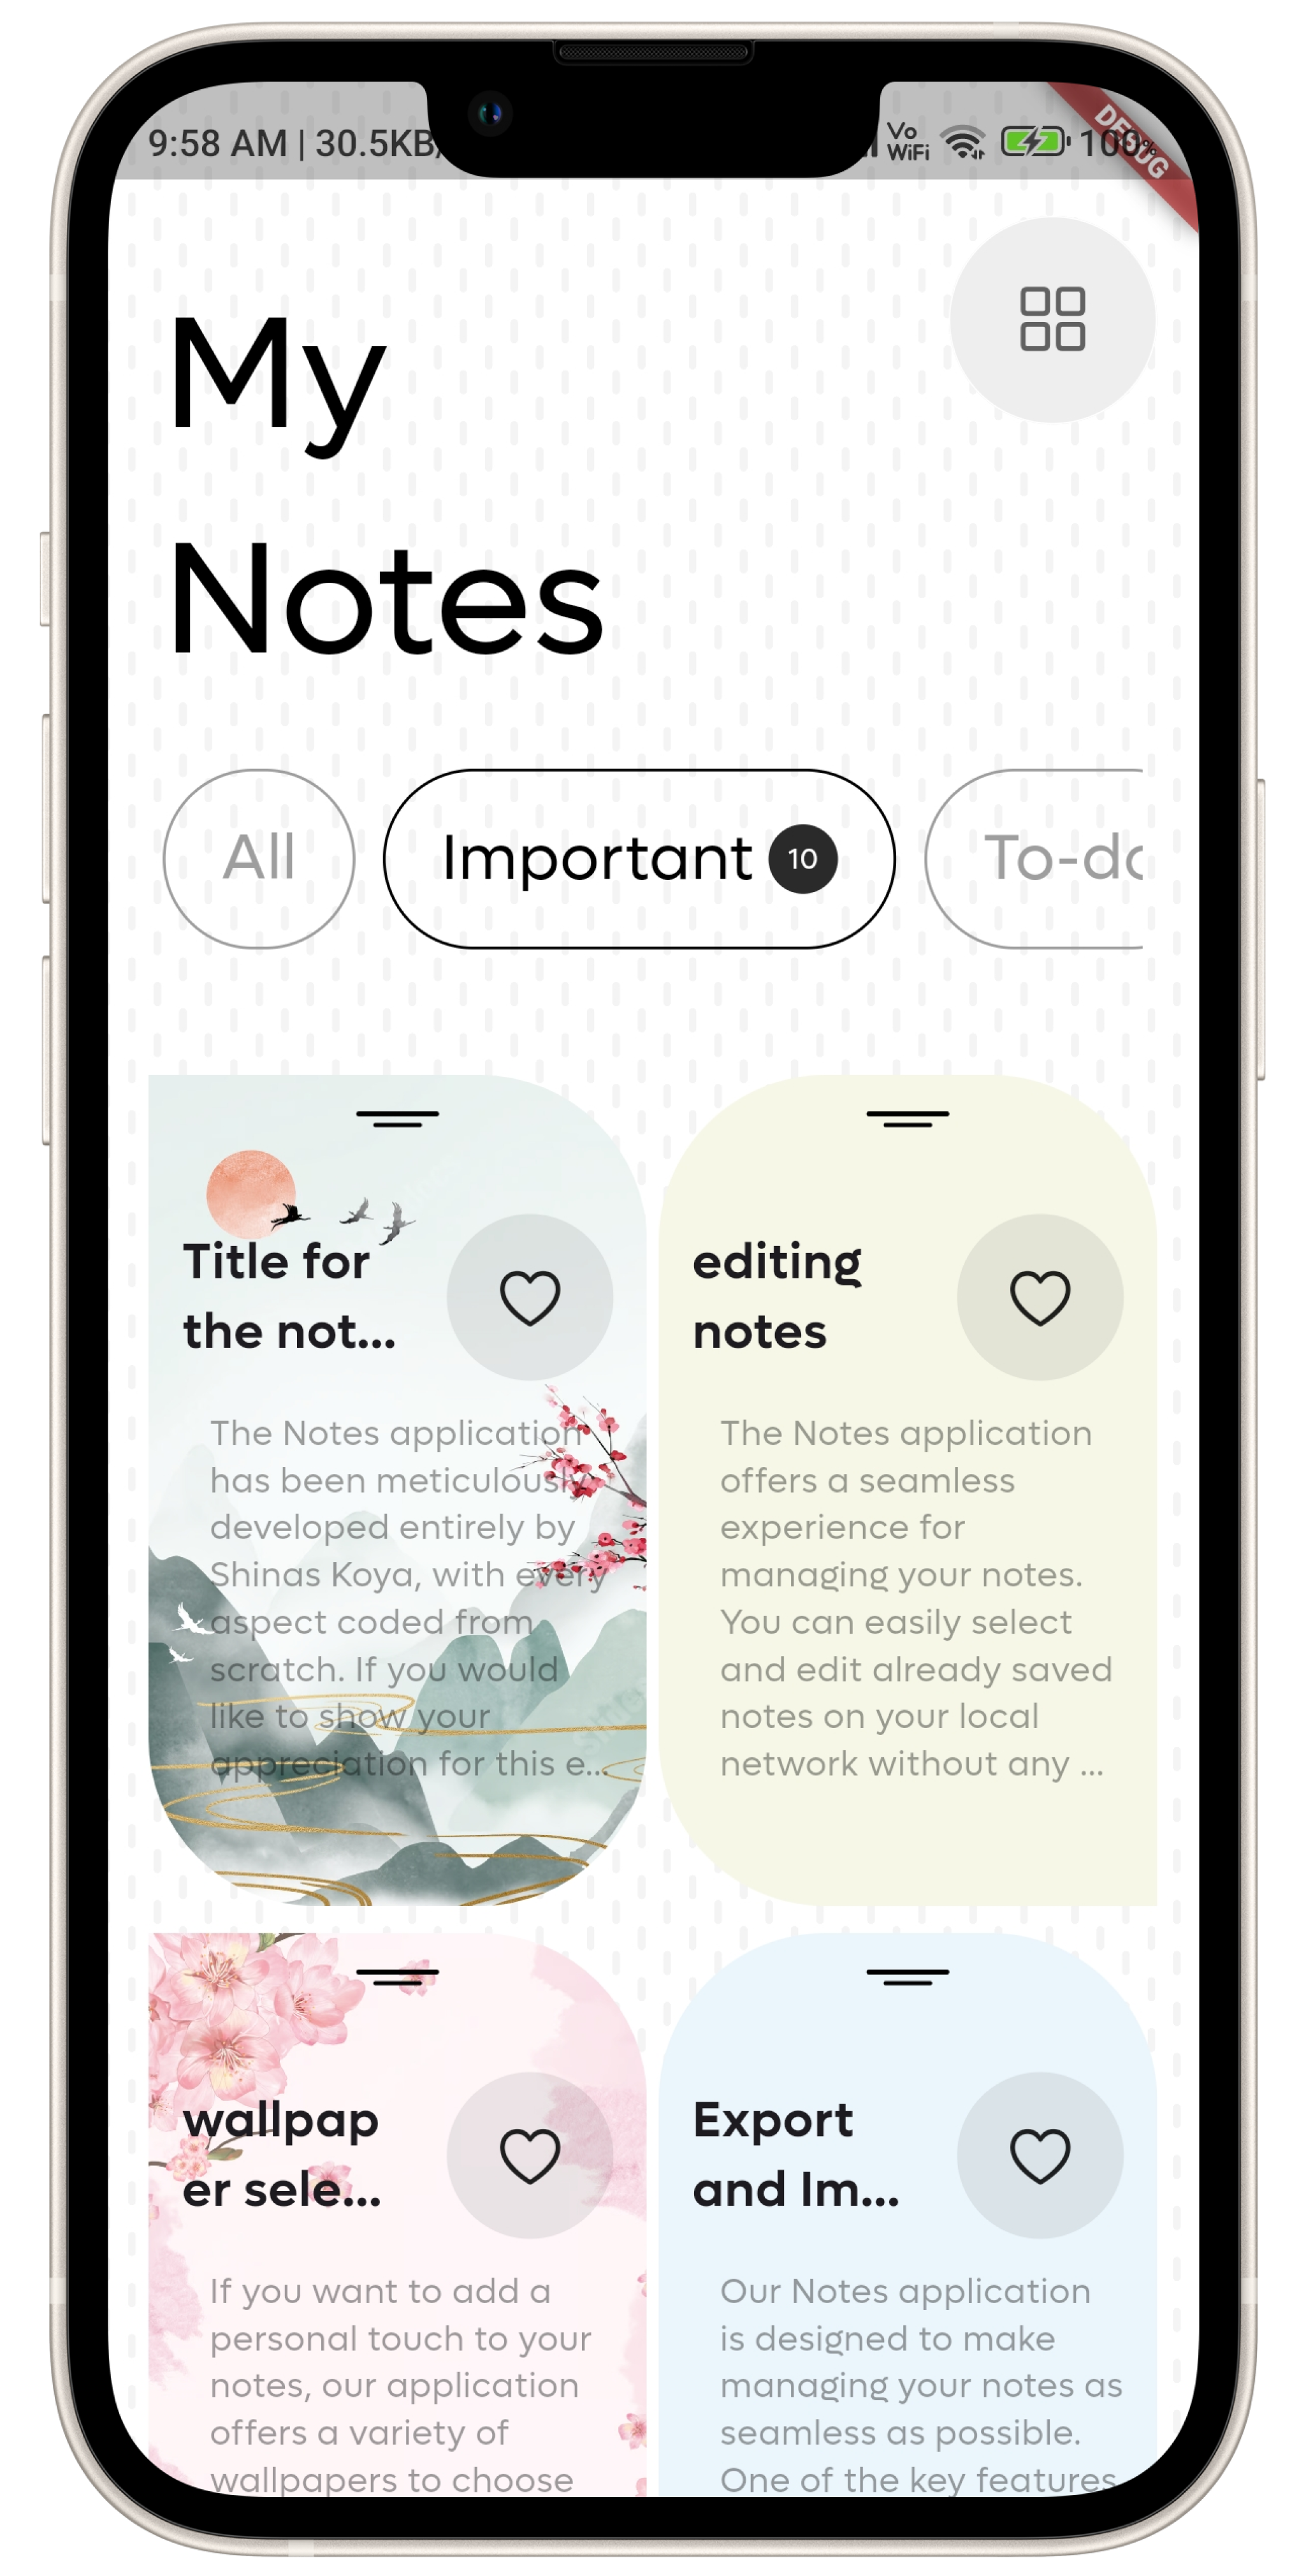 9:58 AM | 30.5KB/
Vo
WiFi
100%
DEBUG
My
Notes
All
Important 10
To-do
Title for
the not...
The Notes application
has been meticulously
developed entirely by
Shinas Koya, with every
aspect coded from
scratch. If you would
like to show your
appreciation for this e...
editing
notes
The Notes application
offers a seamless
experience for
managing your notes.
You can easily select
and edit already saved
notes on your local
network without any ...
wallpap
er sele...
If you want to add a
personal touch to your
notes, our application
offers a variety of
wallpapers to choose
Export
and Im...
Our Notes application
is designed to make
managing your notes as
seamless as possible.
One of the key features